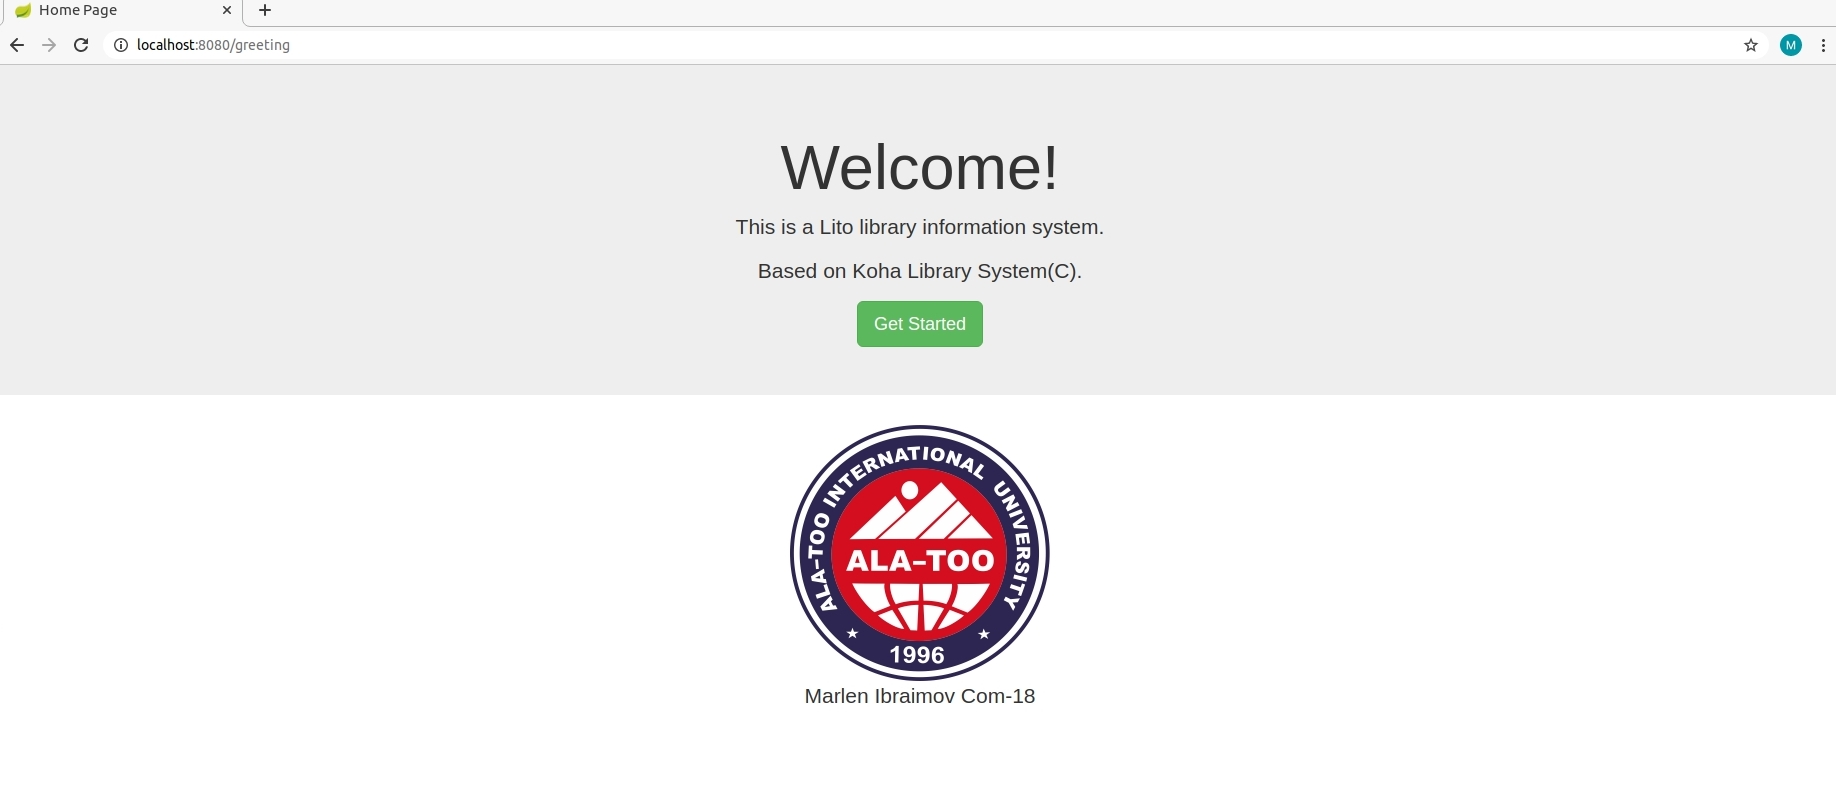 Home Page
localhost:8080/greeting
M
Welcome!
This is a Lito library information system.
Based on Koha Library System(C).
Get Started
ALA-TOO INTERNATIONAL UNIVERSITY
ALA-TOO
1996
Marlen Ibraimov Com-18